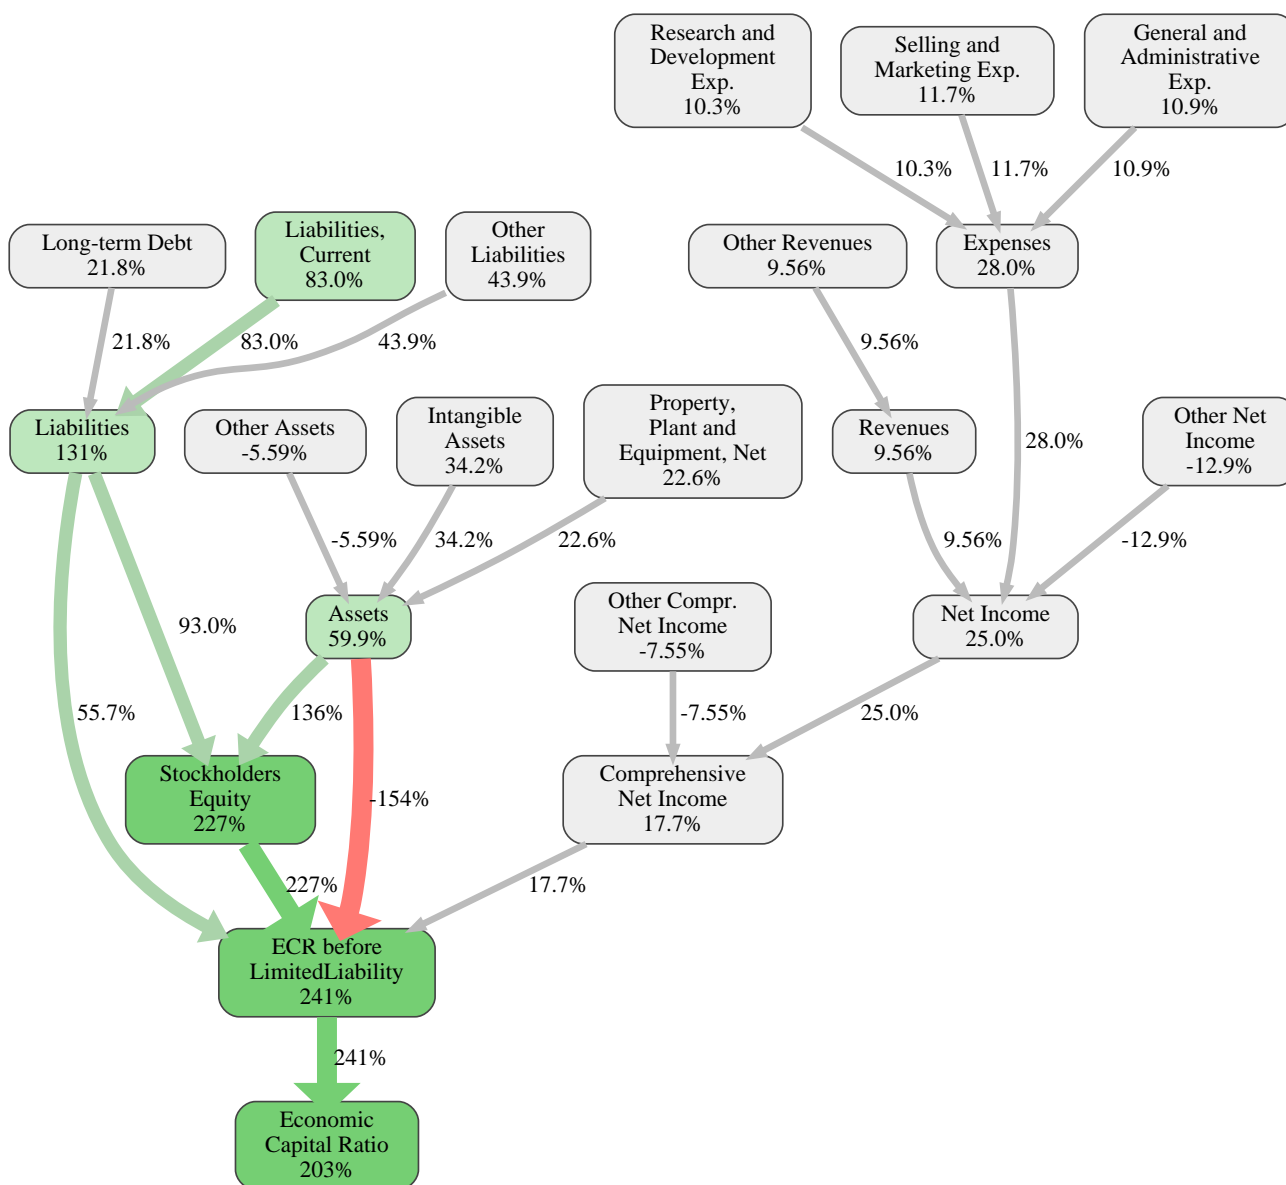 Research and
Development
Exp.
10.3%
Selling and
Marketing Exp.
11.7%
General and
Administrative
Exp.
10.9%
10.3%
11.7%
10.9%
Long-term Debt
21.8%
Liabilities,
Current
83.0%
Other
Liabilities
43.9%
Other Revenues
9.56%
Expenses
28.0%
21.8%
83.0%
43.9%
9.56%
28.0%
Liabilities
131%
Other Assets
-5.59%
Intangible
Assets
34.2%
Property,
Plant and
Equipment, Net
22.6%
Revenues
9.56%
Other Net
Income
-12.9%
-5.59%
34.2%
22.6%
9.56%
-12.9%
93.0%
Assets
59.9%
Other Compr.
Net Income
-7.55%
Net Income
25.0%
55.7%
136%
-7.55%
25.0%
Stockholders
Equity
227%
-154%
Comprehensive
Net Income
17.7%
227%
17.7%
ECR before
LimitedLiability
241%
241%
Economic
Capital Ratio
203%